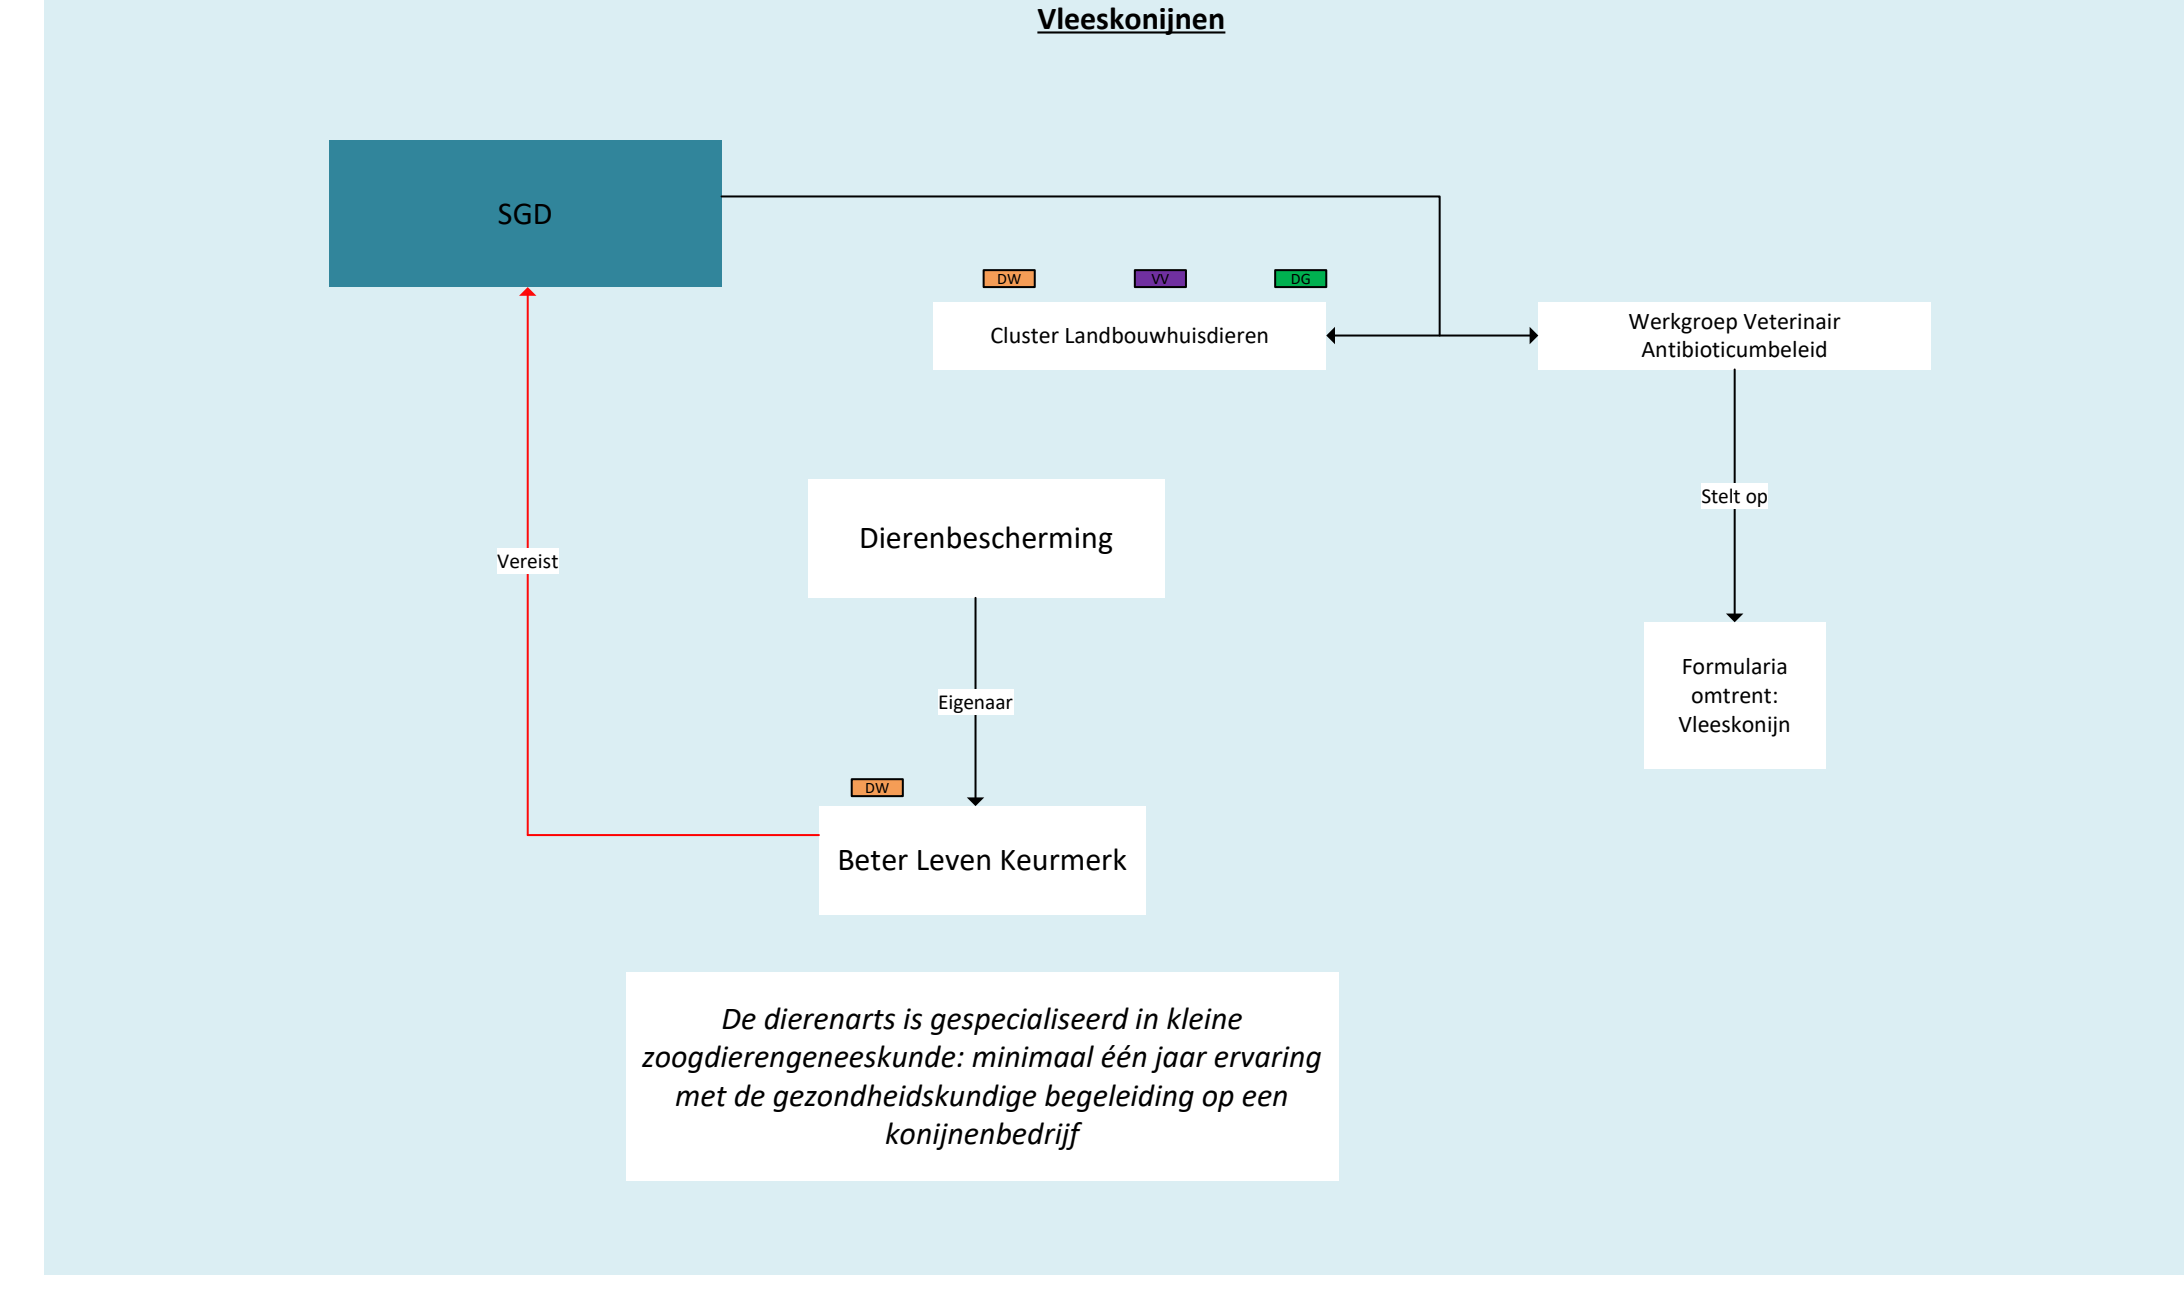 Vleeskonijnen
SGD
DW
VV
DG
Cluster Landbouwhuisdieren
Werkgroep Veterinair
Antibioticumbeleid
Stelt op
Dierenbescherming
Vereist
Formularia
omtrent:
Vleeskonijn
Eigenaar
DW
Beter Leven Keurmerk
De dierenarts is gespecialiseerd in kleine
zoogdierengeneeskunde: minimaal één jaar ervaring
met de gezondheidskundige begeleiding op een
konijnenbedrijf